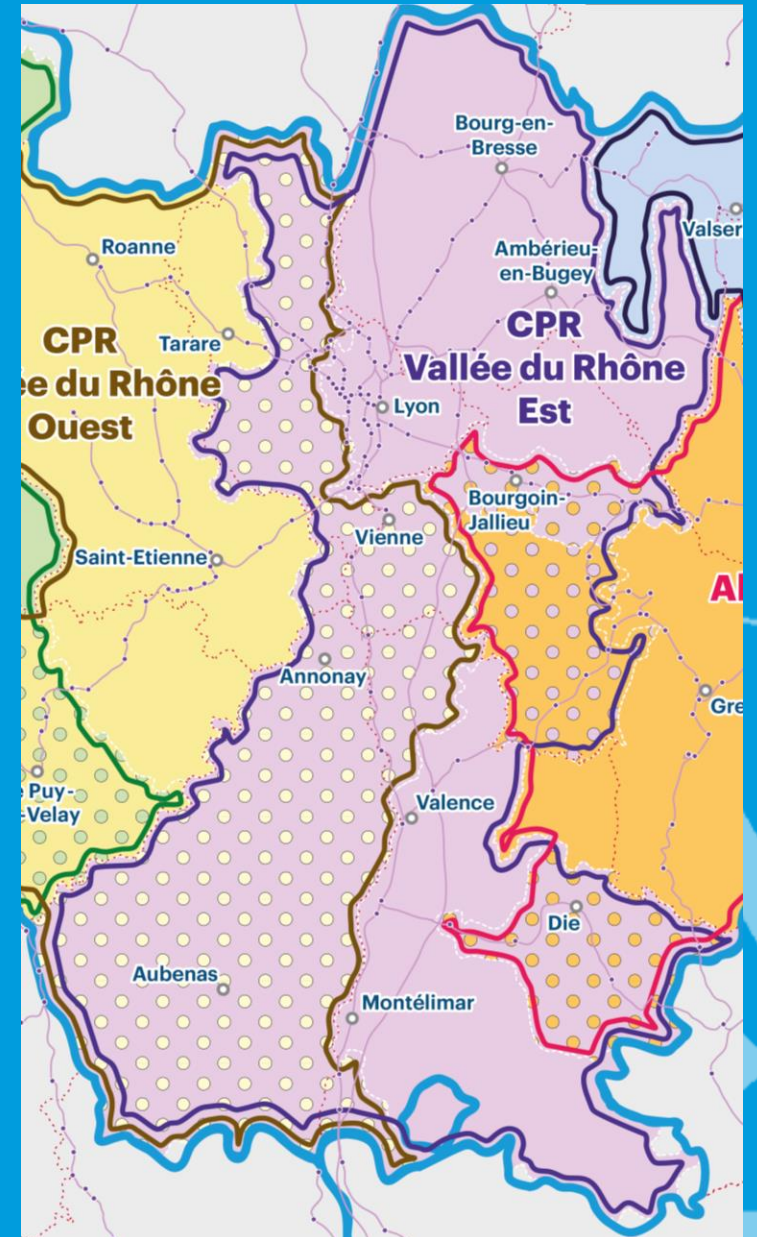 Bourg-en-
Bresse
Valser
Roanne
Ambérieu-
en-Bugey
CPR
ee du Rhône
Ouest
Tarare
CPR
Vallée du Rhône
Est
Lyon
Bourgoin-
Jallieu
Vienne
Saint-Etienne
Al
Annonay
Gre
Puy-
-Velay
Valence
Die
Aubenas
Montélimar